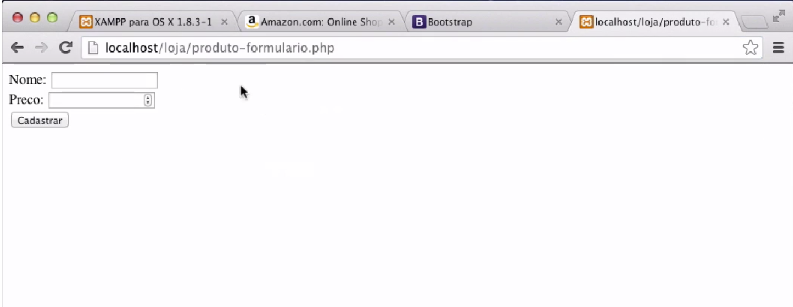 XAMPP para OS X 1.8.3-1
Amazon.com: Online Shop
Bootstrap
localhost/loja/produto-fo
localhost/loja/produto-formulario.php
Nome:
Preco:
Cadastrar